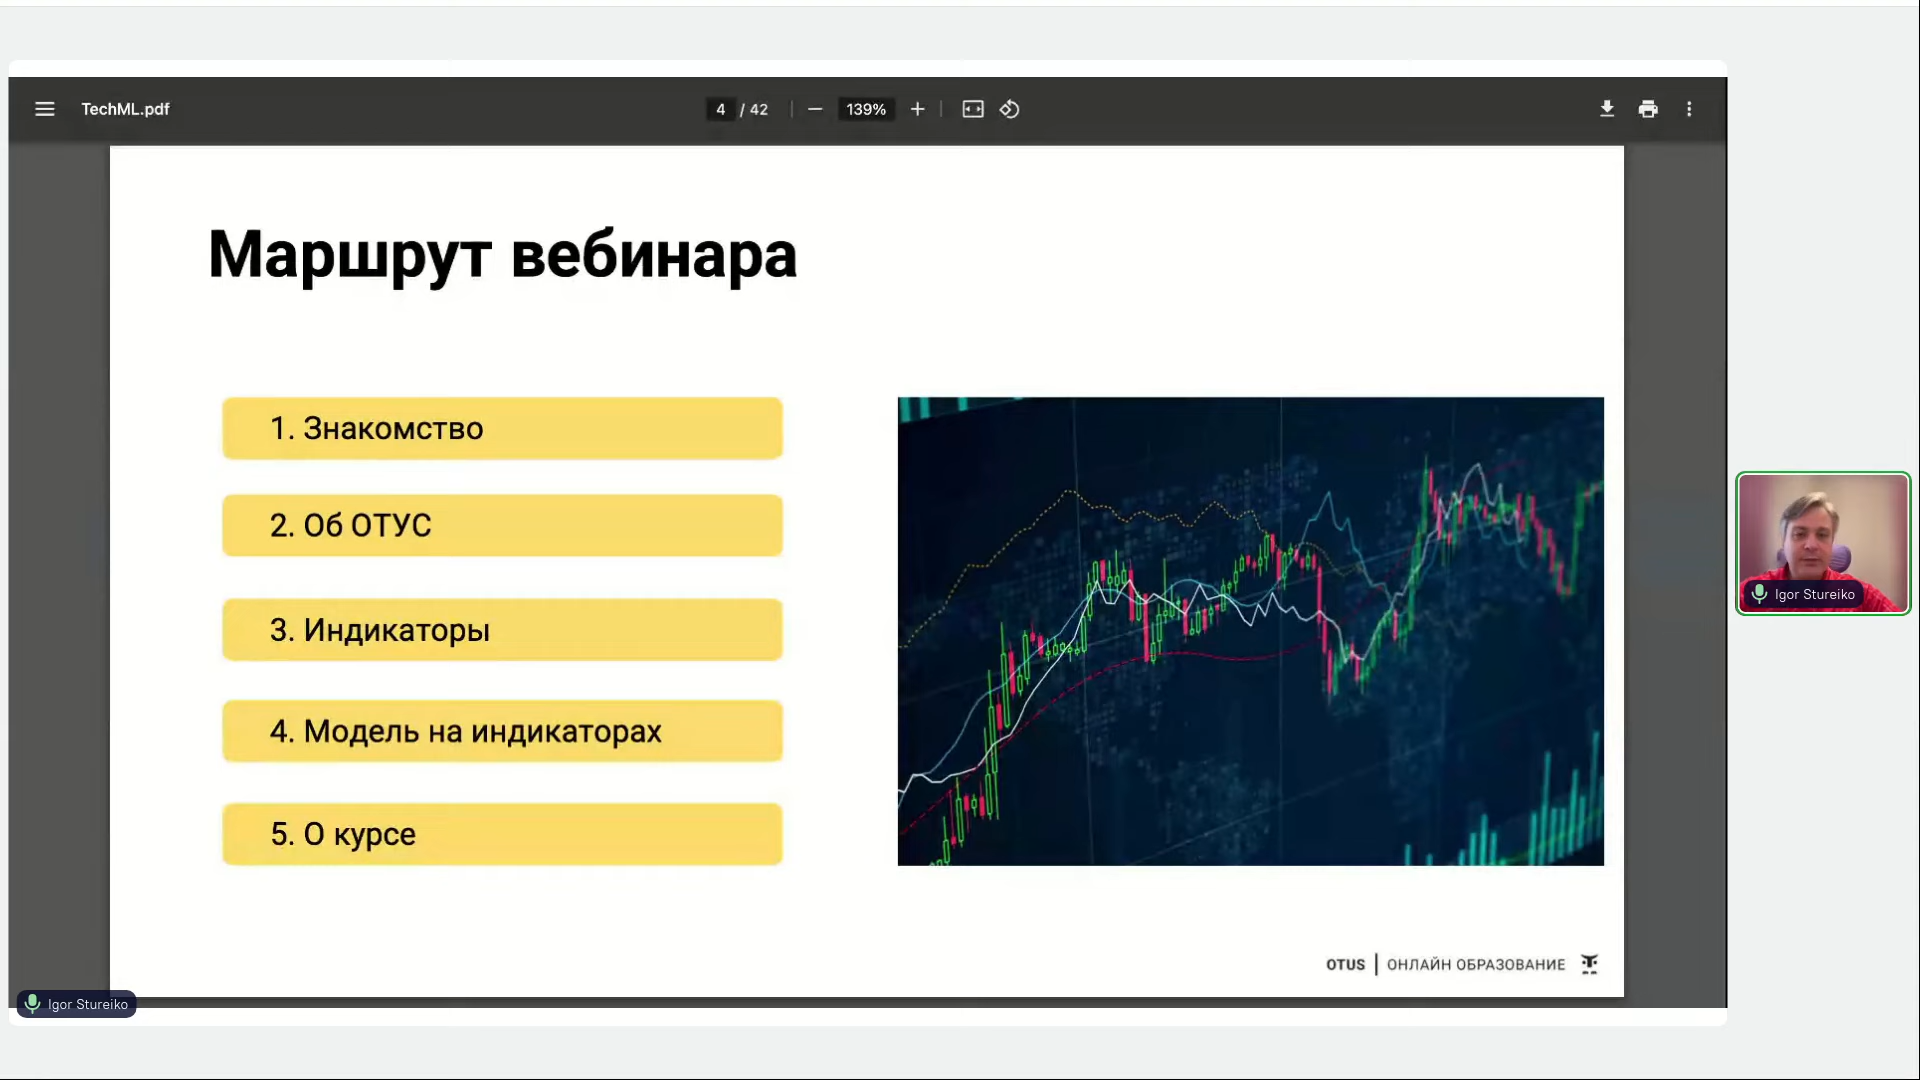 TechML.pdf
4 / 42
139%
Маршрут вебинара
1. Знакомство
2. Об ОТУС
3. Индикаторы
4. Модель на индикаторах
5. О курсе
OTUS | ОНЛАЙН ОБРАЗОВАНИЕ
Igor Stureiko
Igor Stureiko